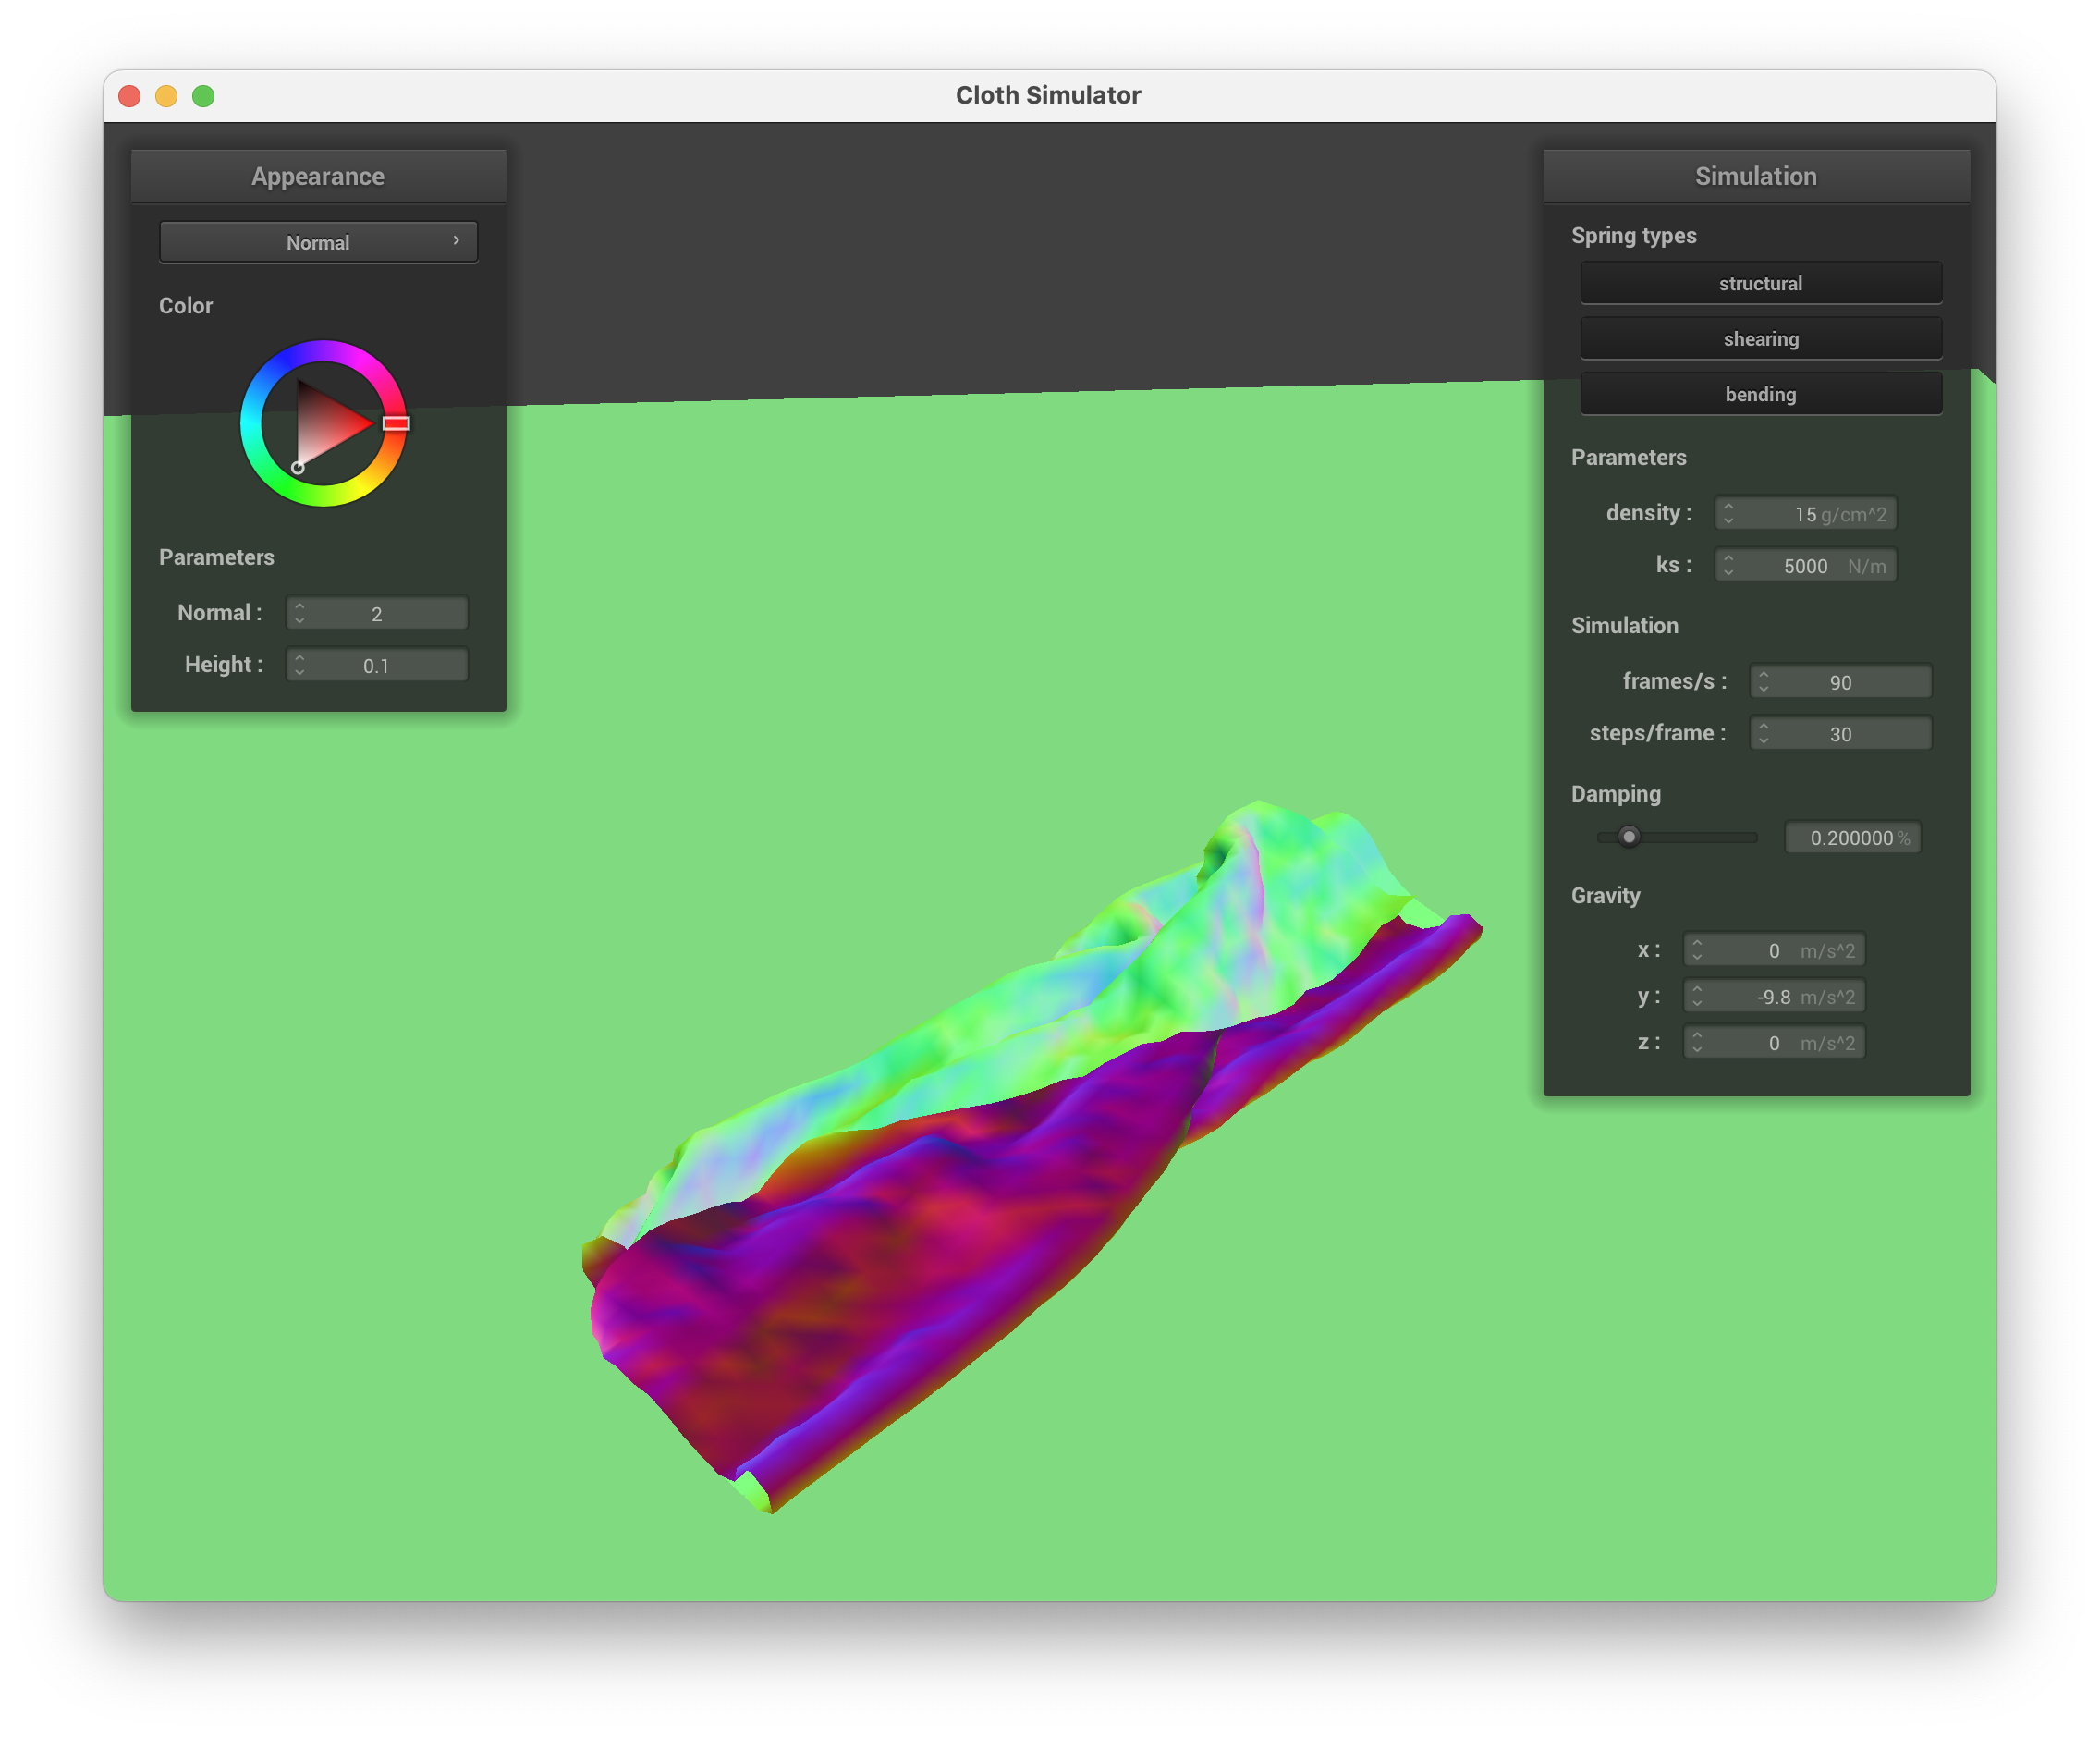 Cloth Simulator
Appearance
Normal
Color
Parameters
Normal : 2
Height : 0.1
Simulation
Spring types
structural
shearing
bending
Parameters
density : 15 g/cm^2
ks : 5000 N/m
Simulation
frames/s : 90
steps/frame : 30
Damping
0.200000 %
Gravity
x : 0 m/s^2
y : -9.8 m/s^2
z : 0 m/s^2